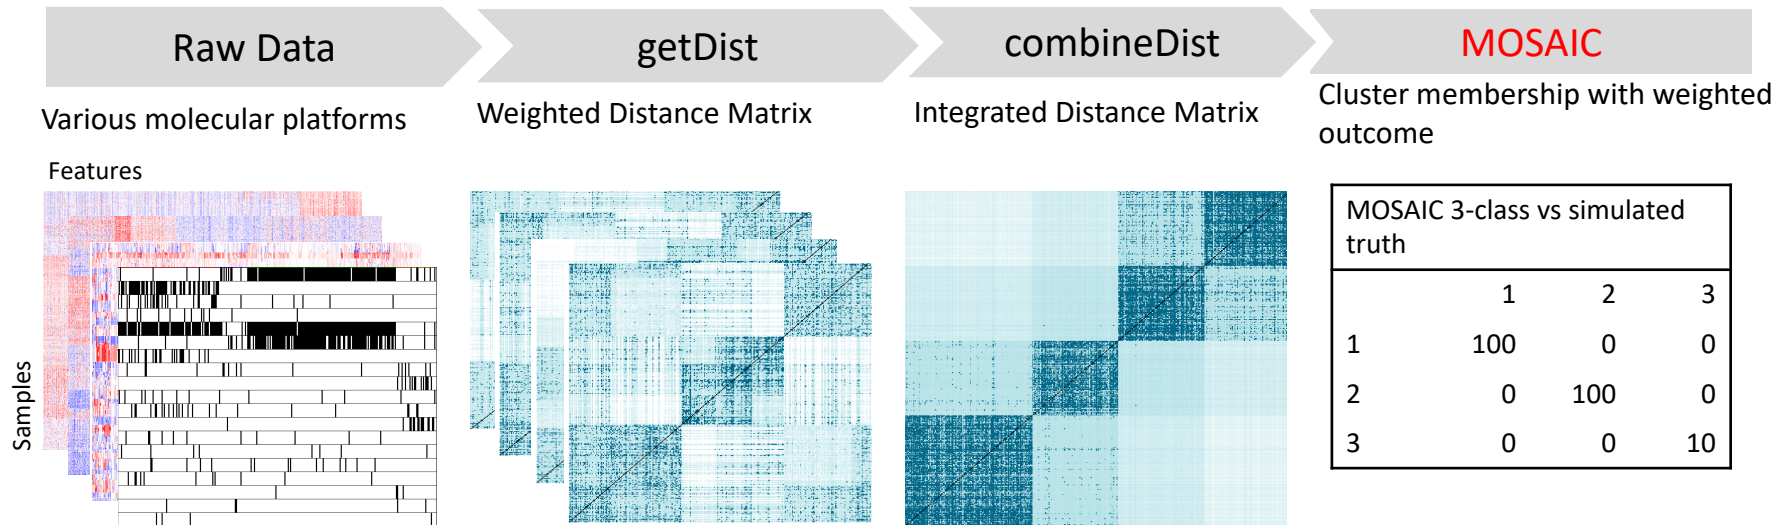 Raw Data
getDist
combineDist
MOSAIC
Various molecular platforms
Weighted Distance Matrix
Integrated Distance Matrix
Cluster membership with weighted
outcome
Features
Samples
MOSAIC 3-class vs simulated
truth
1 2 3
1 100 0 0
2 0 100 0
3 0 0 10